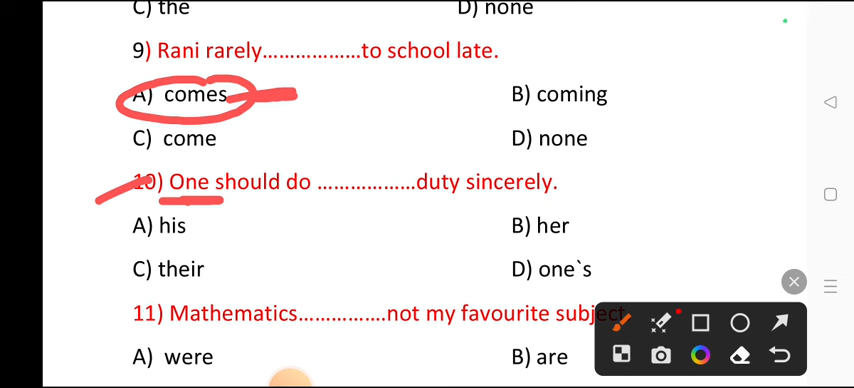 C) the D) none
9) Rani rarely………………to school late.
A) comes B) coming
C) come D) none
10) One should do ………………duty sincerely.
A) his B) her
C) their D) one`s
11) Mathematics…………….not my favourite subject
A) were B) are